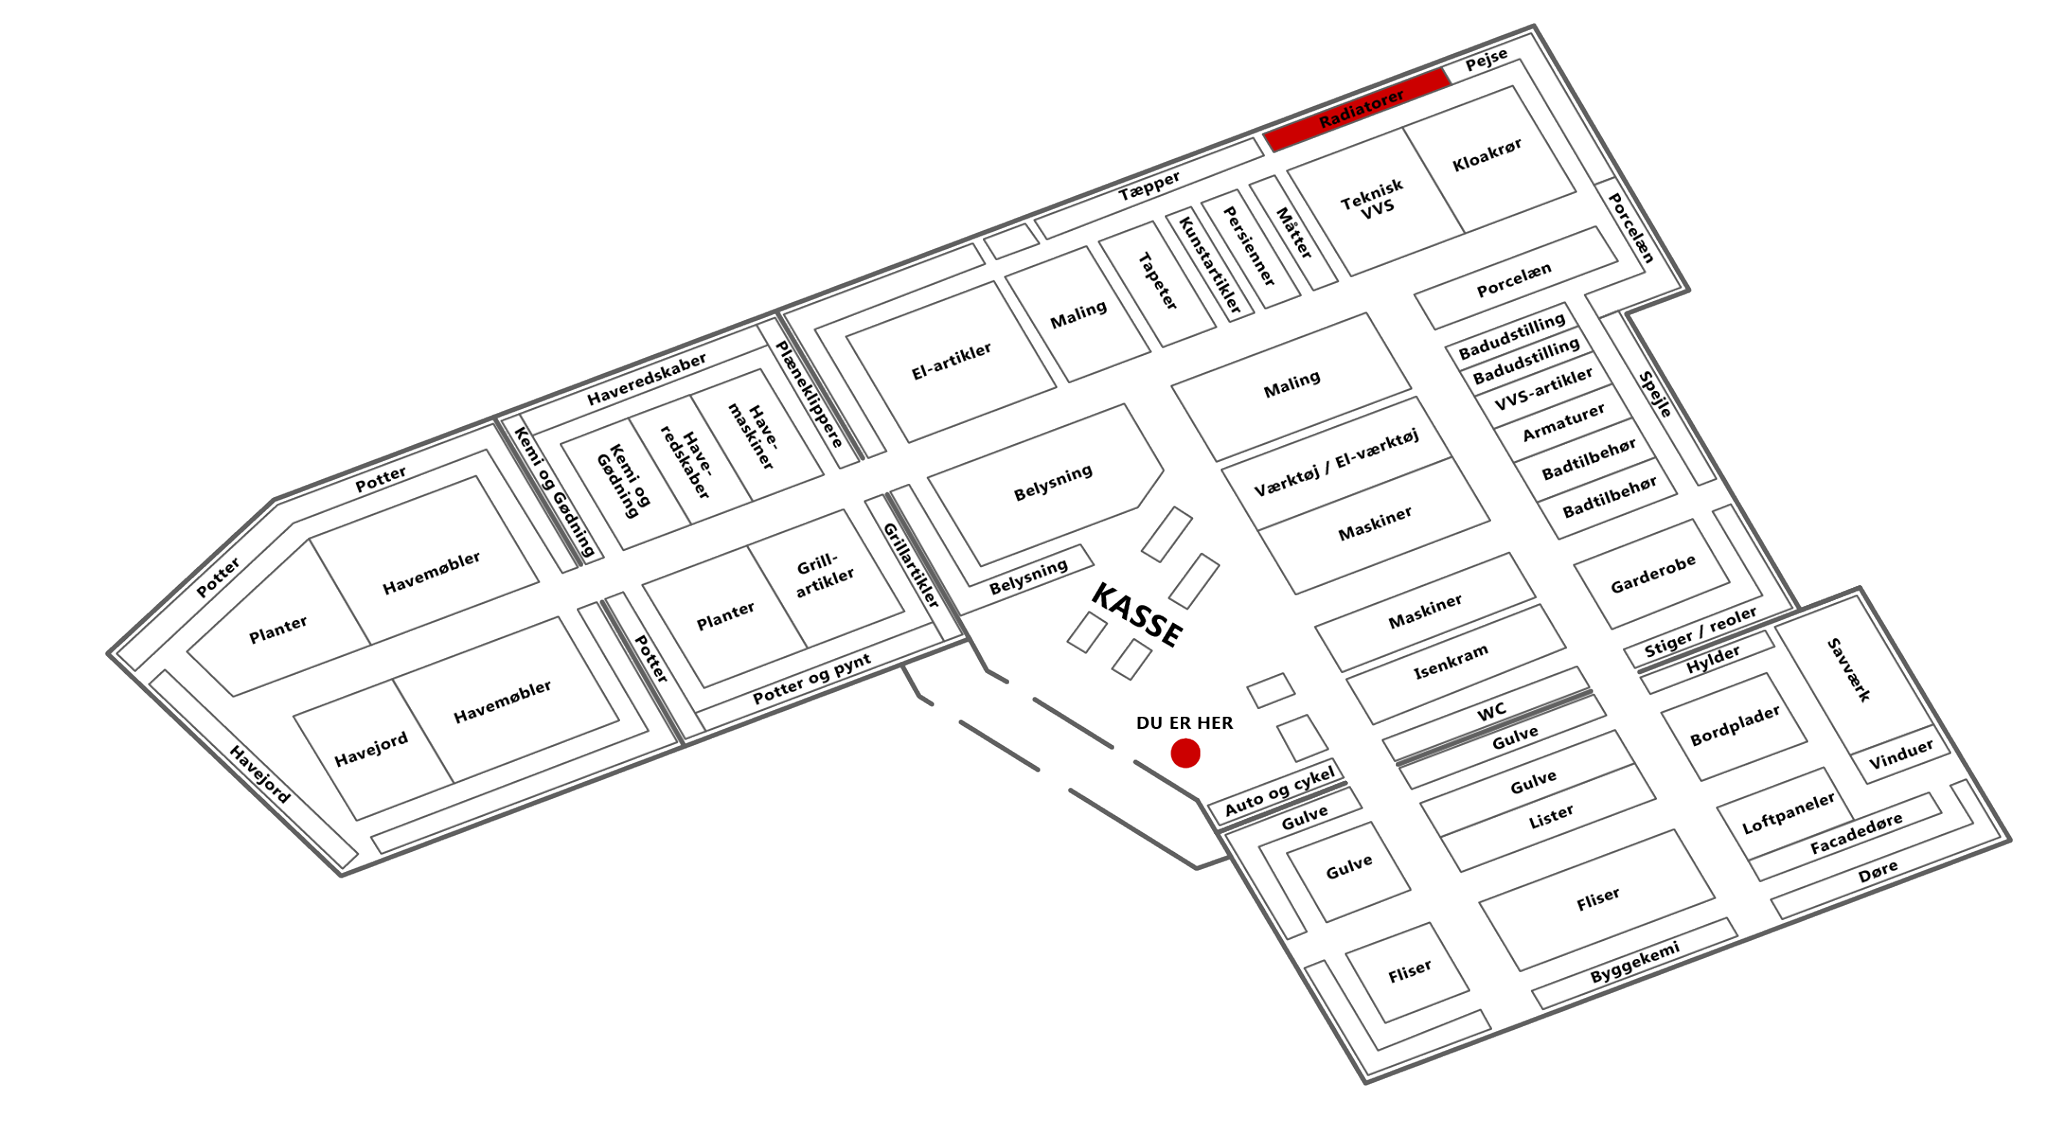 Pejse
Radiatorer
Kloakrør
Teknisk
VVS
Porcelæn
Tæpper
Måtter
Persienner
Kunstartikler
Tapeter
Maling
El-artikler
Porcelæn
Badudstilling
Badudstilling
VVS-artikler
Armaturer
Badtilbehør
Badtilbehør
Spejle
Maling
Værktøj / El-værktøj
Maskiner
Belysning
Belysning
Plæneklippere
Haveredskaber
Have-
maskiner
Have-
redskaber
Kemi og
Gødning
Kemi og Gødning
Potter
Potter
Havemøbler
Planter
Grill-
artikler
Grillartikler
Planter
Potter
Potter og pynt
Havemøbler
Havejord
Havejord
KASSE
DU ER HER
Garderobe
Stiger / reoler
Maskiner
Isenkram
WC
Gulve
Gulve
Lister
Auto og cykel
Gulve
Gulve
Fliser
Fliser
Byggekemi
Hylder
Savværk
Bordplader
Vinduer
Loftpaneler
Facadedøre
Døre